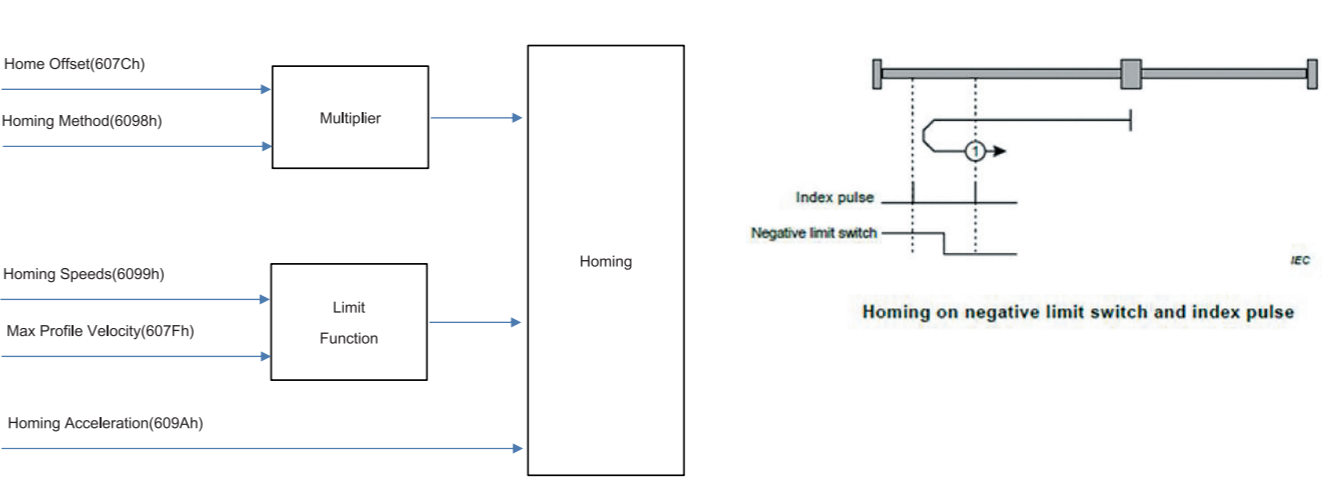 Home Offset(607Ch)
Homing Method(6098h)
Multiplier
Homing Speeds(6099h)
Max Profile Velocity(607Fh)
Limit
Function
Homing Acceleration(609Ah)
Homing
1
Index pulse
Negative limit switch
IEC
Homing on negative limit switch and index pulse